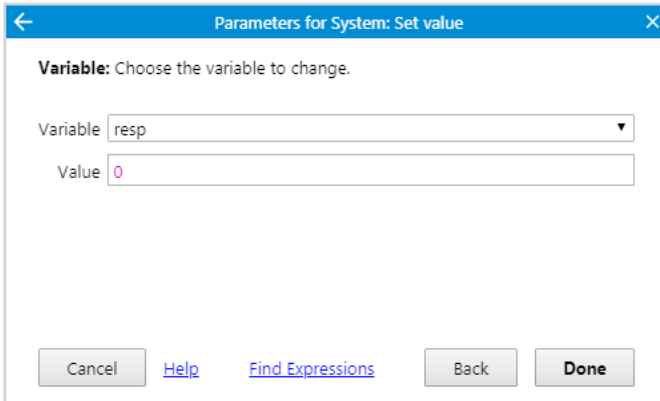 Parameters for System: Set value
Variable: Choose the variable to change.
Variable resp
Value 0
Cancel Help Find Expressions Back Done